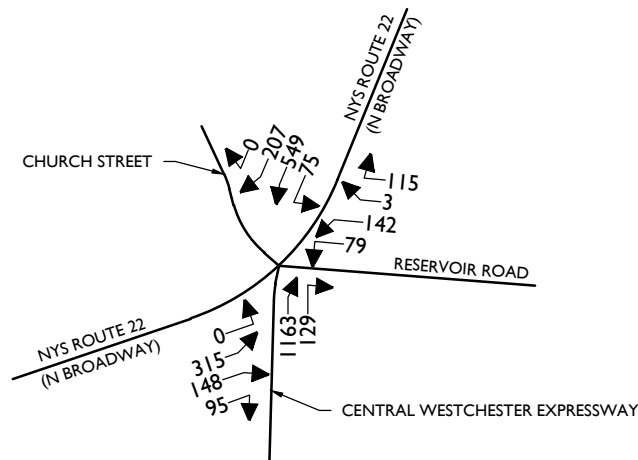 NYS ROUTE 22
(N BROADWAY)
CHURCH STREET
0
207
549
75
115
3
142
79
RESERVOIR ROAD
NYS ROUTE 22
(N BROADWAY)
0
315
148
95
1163
129
CENTRAL WESTCHESTER EXPRESSWAY